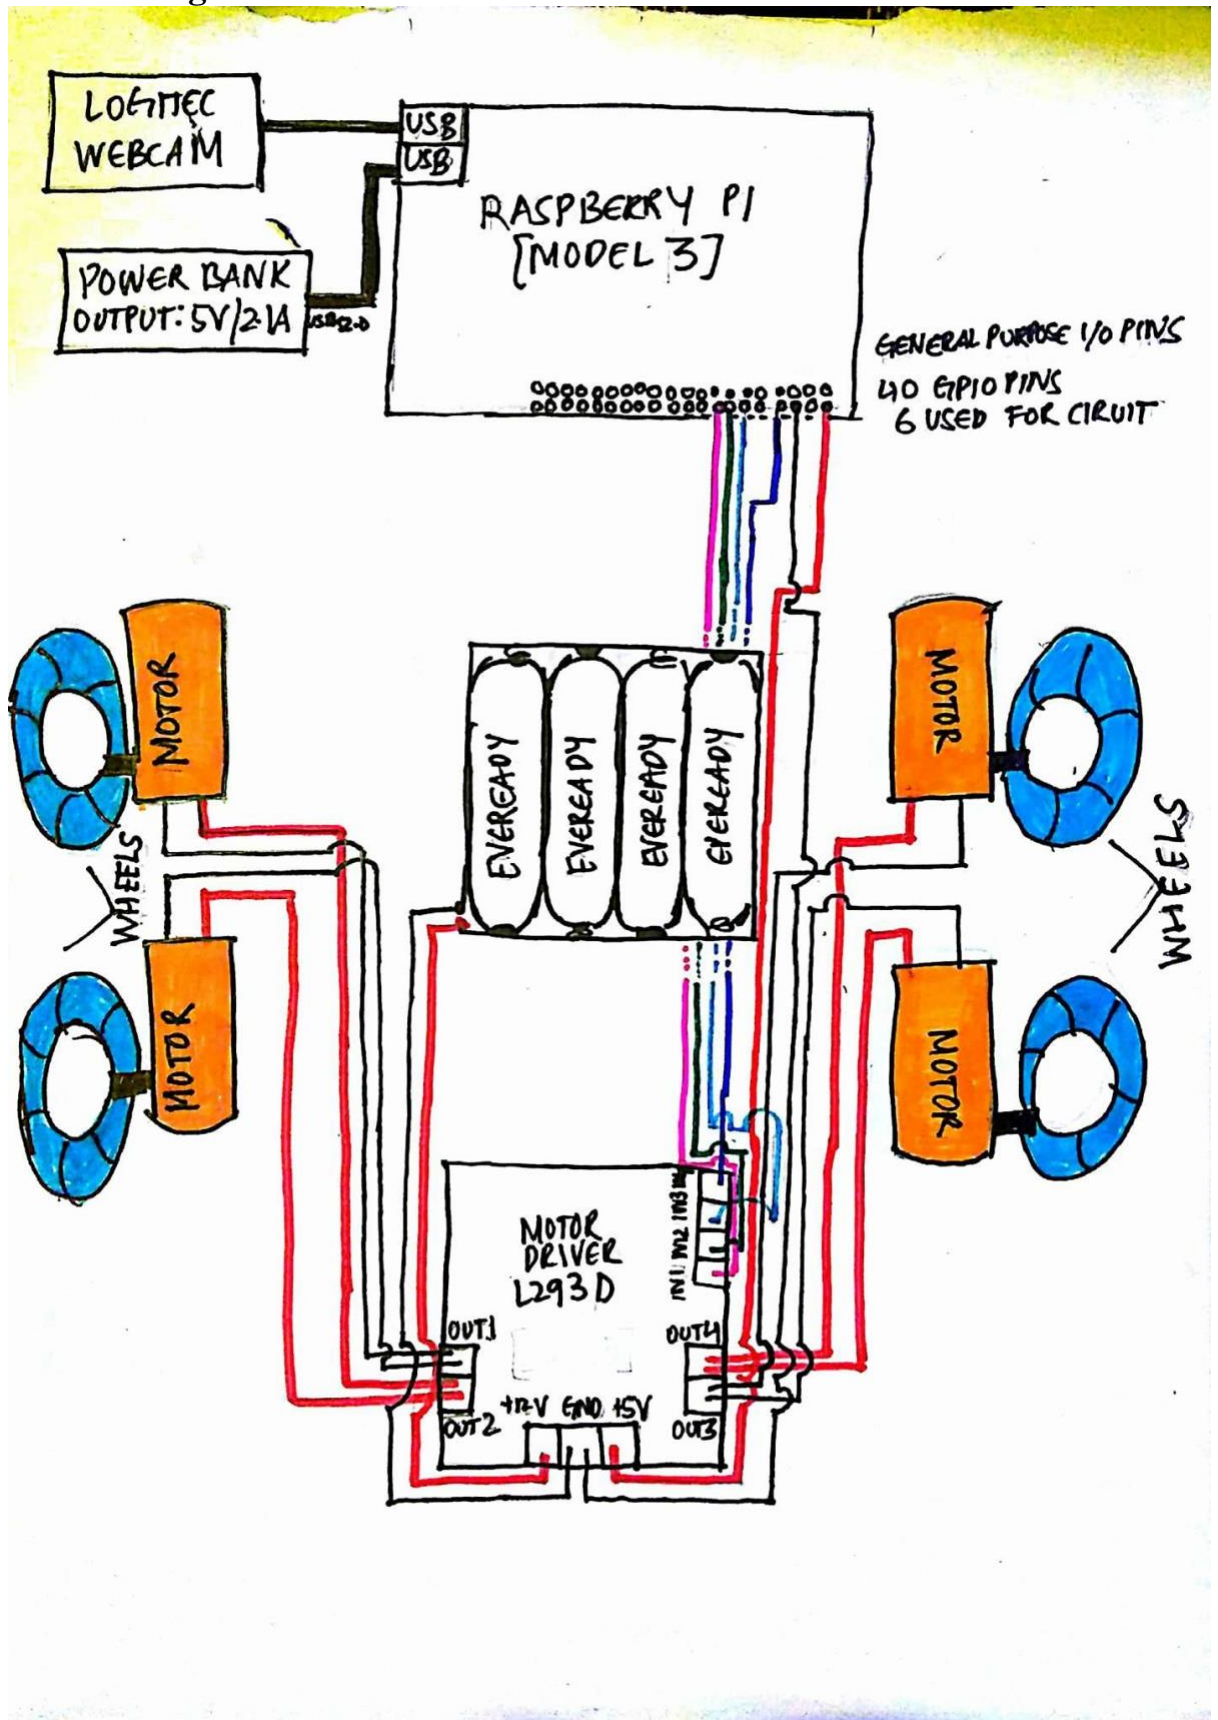 LOGITEC
WEBCAM
USB
USB
RASPBERRY PI
[MODEL 3]
POWER BANK
OUTPUT: 5V/2.1A
GENERAL PURPOSE I/O PINS
40 GPIO PINS
6 USED FOR CIRUIT
MOTOR
MOTOR
WHEELS
EVEREADY
EVEREADY
EVEREADY
EVEREADY
MOTOR
MOTOR
WHEELS
MOTOR
DRIVER
L293D
IN1 IN2 IN3
OUT1
OUT2
OUT4
OUT3
+12V GND +5V